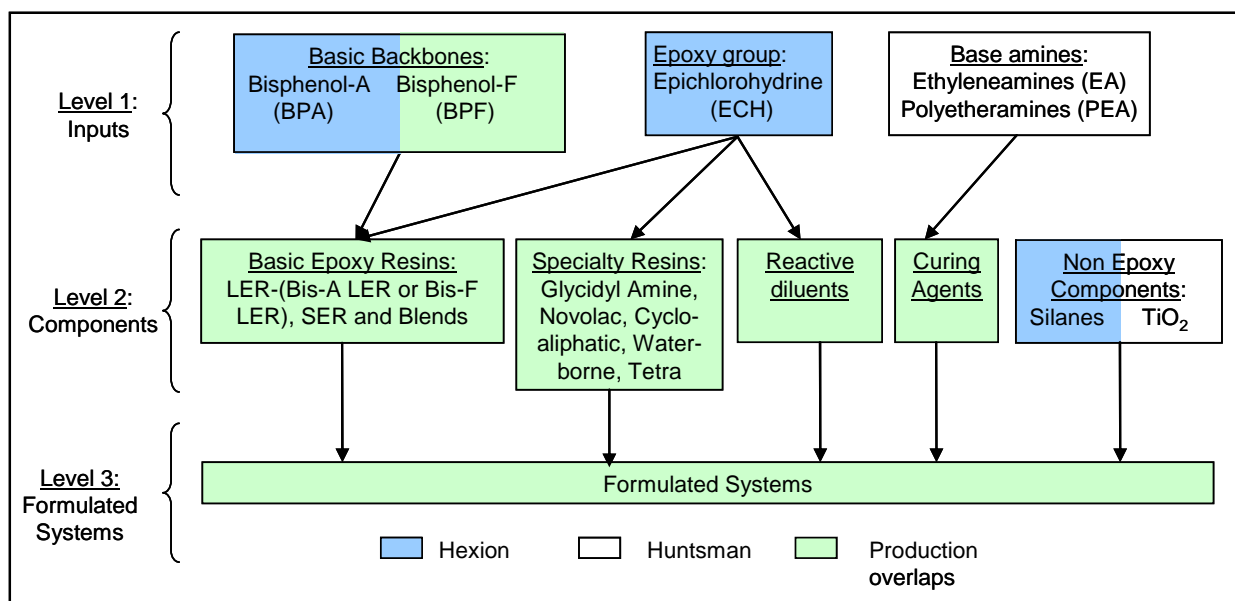 Level 1:
Inputs
Basic Backbones:
Bisphenol-A Bisphenol-F
(BPA) (BPF)
Epoxy group:
Epichlorohydrine
(ECH)
Base amines:
Ethyleneamines (EA)
Polyetheramines (PEA)
Level 2:
Components
Basic Epoxy Resins:
LER-(Bis-A LER or Bis-F
LER), SER and Blends
Specialty Resins:
Glycidyl Amine,
Novolac, Cyclo-
aliphatic, Water-
borne, Tetra
Reactive
diluents
Curing
Agents
Non Epoxy
Components:
Silanes TiO2
Level 3:
Formulated
Systems
Formulated Systems
Hexion
Huntsman
Production
overlaps